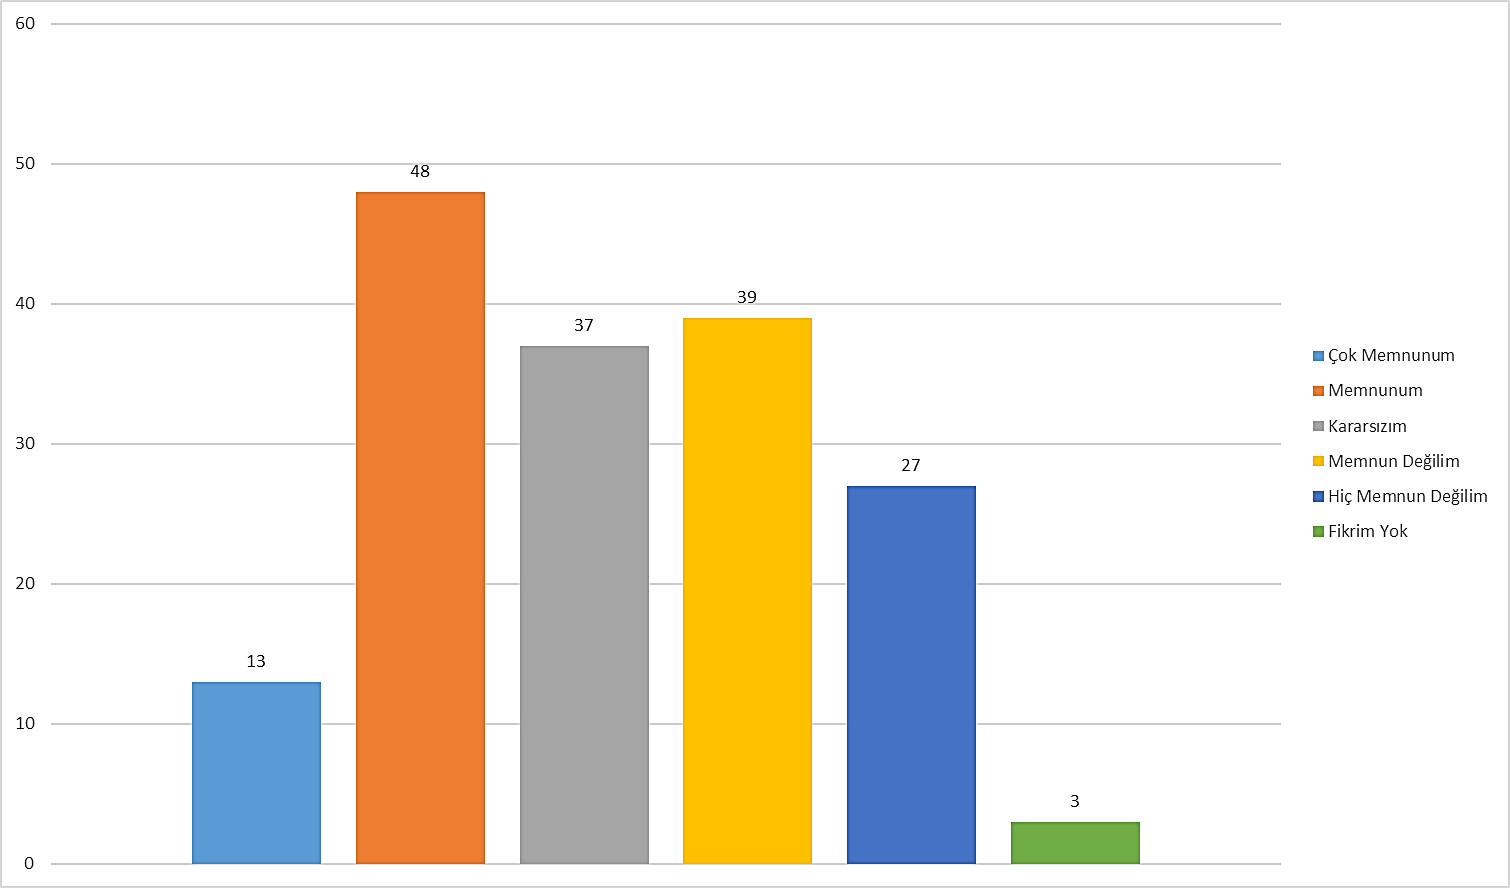 60
50
40
30
20
10
0
13
48
37
39
27
3
Çok Memnunum
Memnunum
Kararsızım
Memnun Değilim
Hiç Memnun Değilim
Fikrim Yok